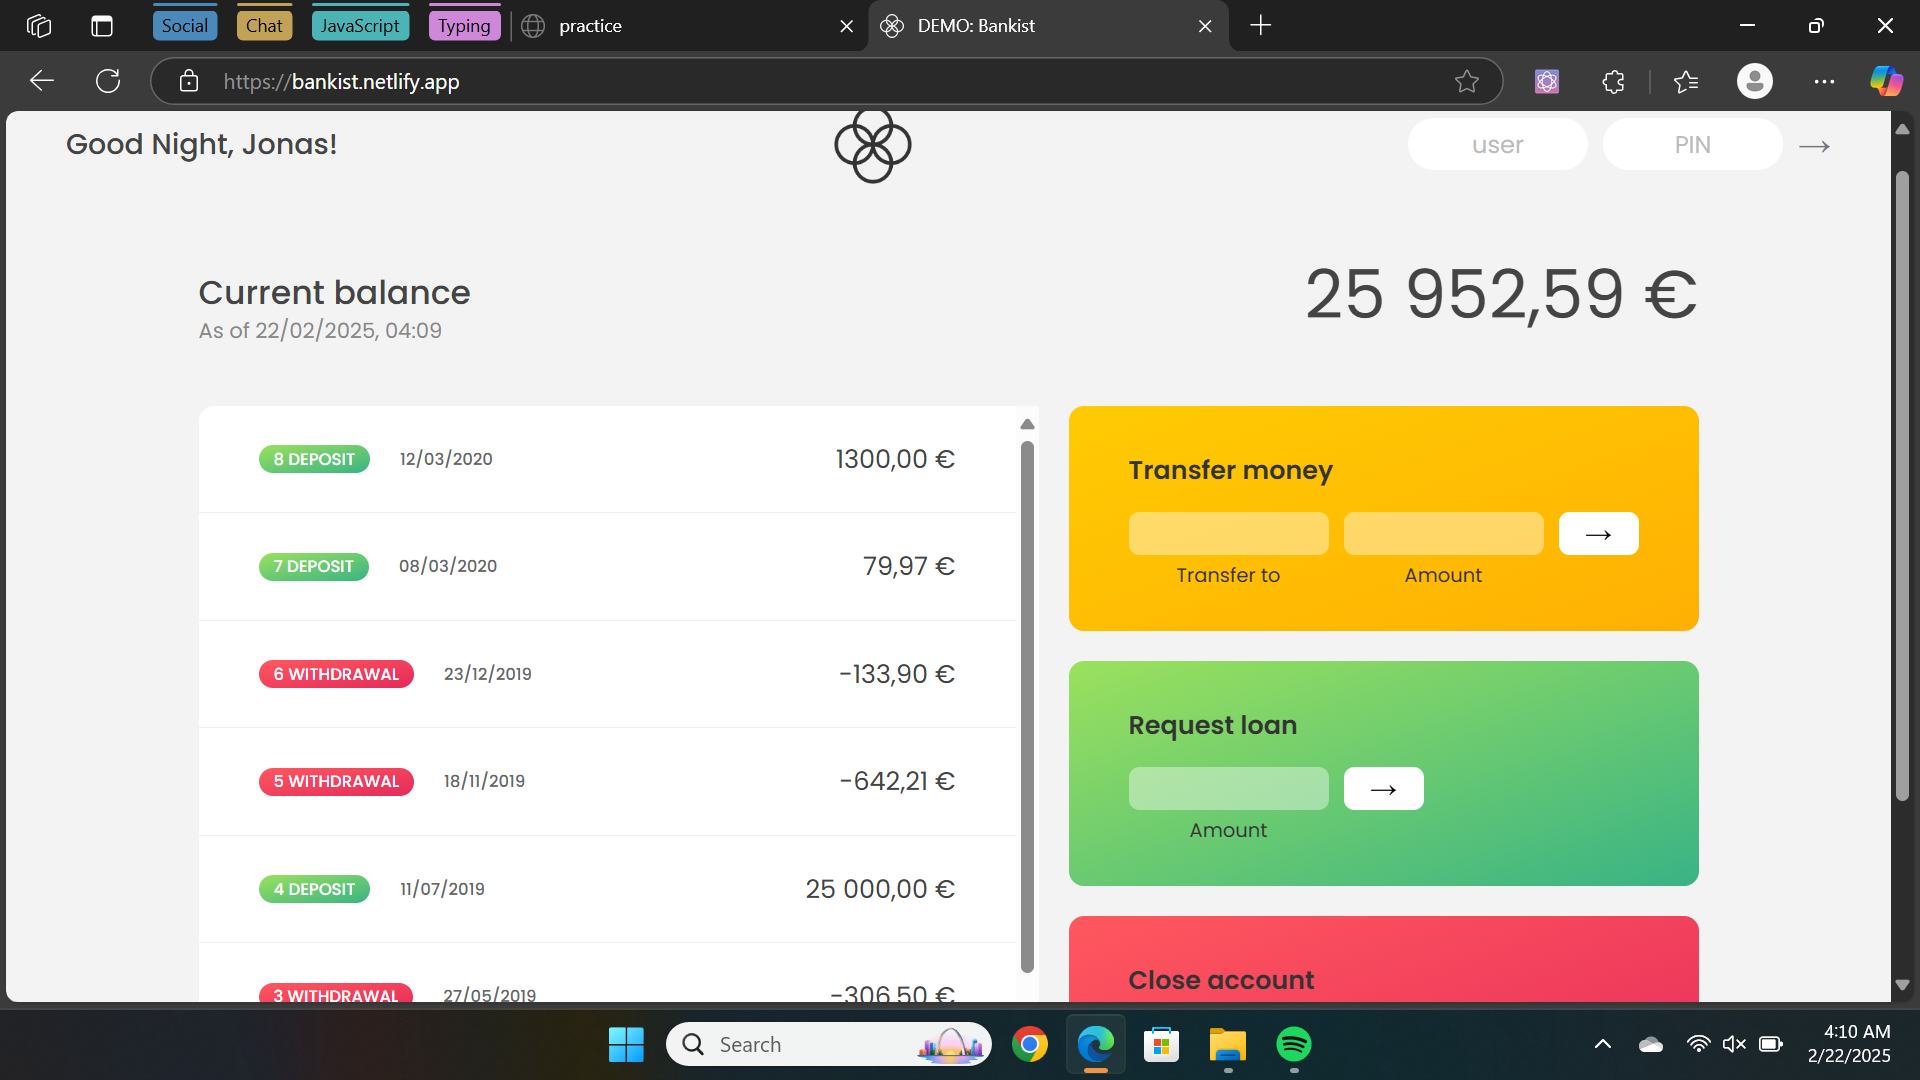 Social
Chat
JavaScript
Typing
practice
DEMO: Bankist
https://bankist.netlify.app
Good Night, Jonas!
user
PIN
→
Current balance
As of 22/02/2025, 04:09
25 952,59 €
8 DEPOSIT 12/03/2020 1300,00 €
7 DEPOSIT 08/03/2020 79,97 €
6 WITHDRAWAL 23/12/2019 -133,90 €
5 WITHDRAWAL 18/11/2019 -642,21 €
4 DEPOSIT 11/07/2019 25 000,00 €
3 WITHDRAWAL 27/05/2019 -306,50 €
Transfer money
→
Transfer to
Amount
Request loan
→
Amount
Close account
Search
4:10 AM
2/22/2025